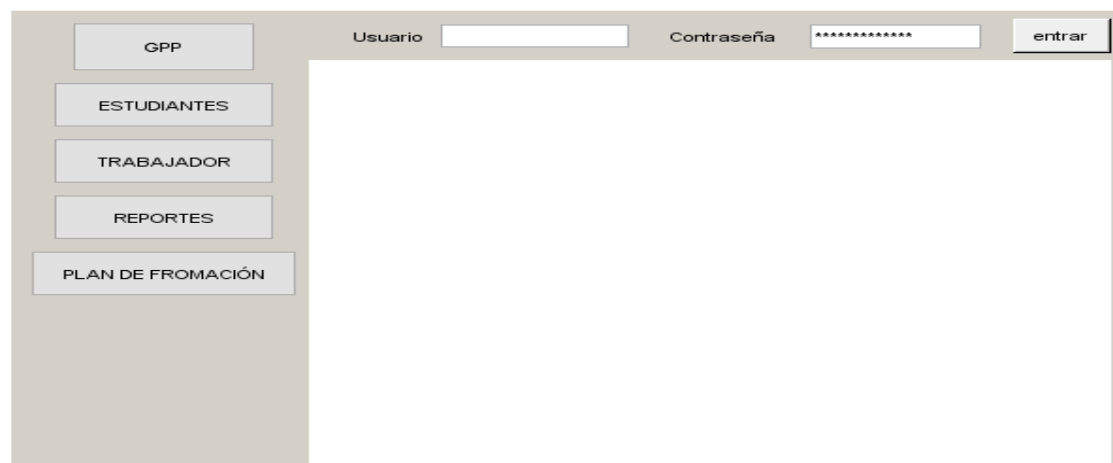 GPP
Usuario
Contraseña
*************
entrar
ESTUDIANTES
TRABAJADOR
REPORTES
PLAN DE FROMACIÓN